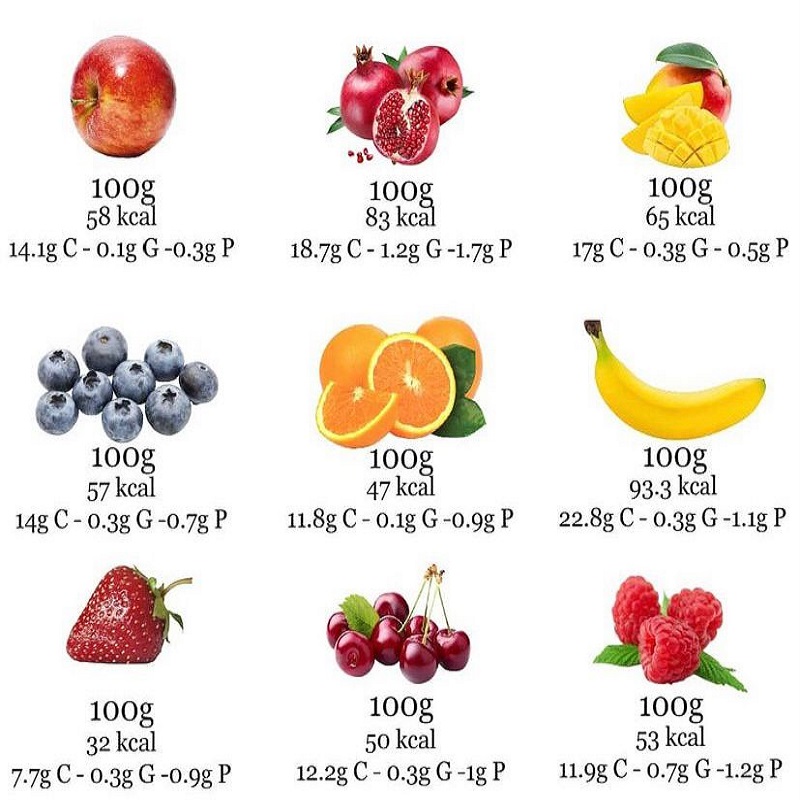 100g
58 kcal
14.1g C - 0.1g G -0.3g P
100g
83 kcal
18.7g C - 1.2g G -1.7g P
100g
65 kcal
17g C - 0.3g G - 0.5g P
100g
57 kcal
14g C - 0.3g G -0.7g P
100g
47 kcal
11.8g C - 0.1g G -0.9g P
100g
93.3 kcal
22.8g C - 0.3g G -1.1g P
100g
32 kcal
7.7g C - 0.3g G -0.9g P
100g
50 kcal
12.2g C - 0.3g G -1g P
100g
53 kcal
11.9g C - 0.7g G -1.2g P